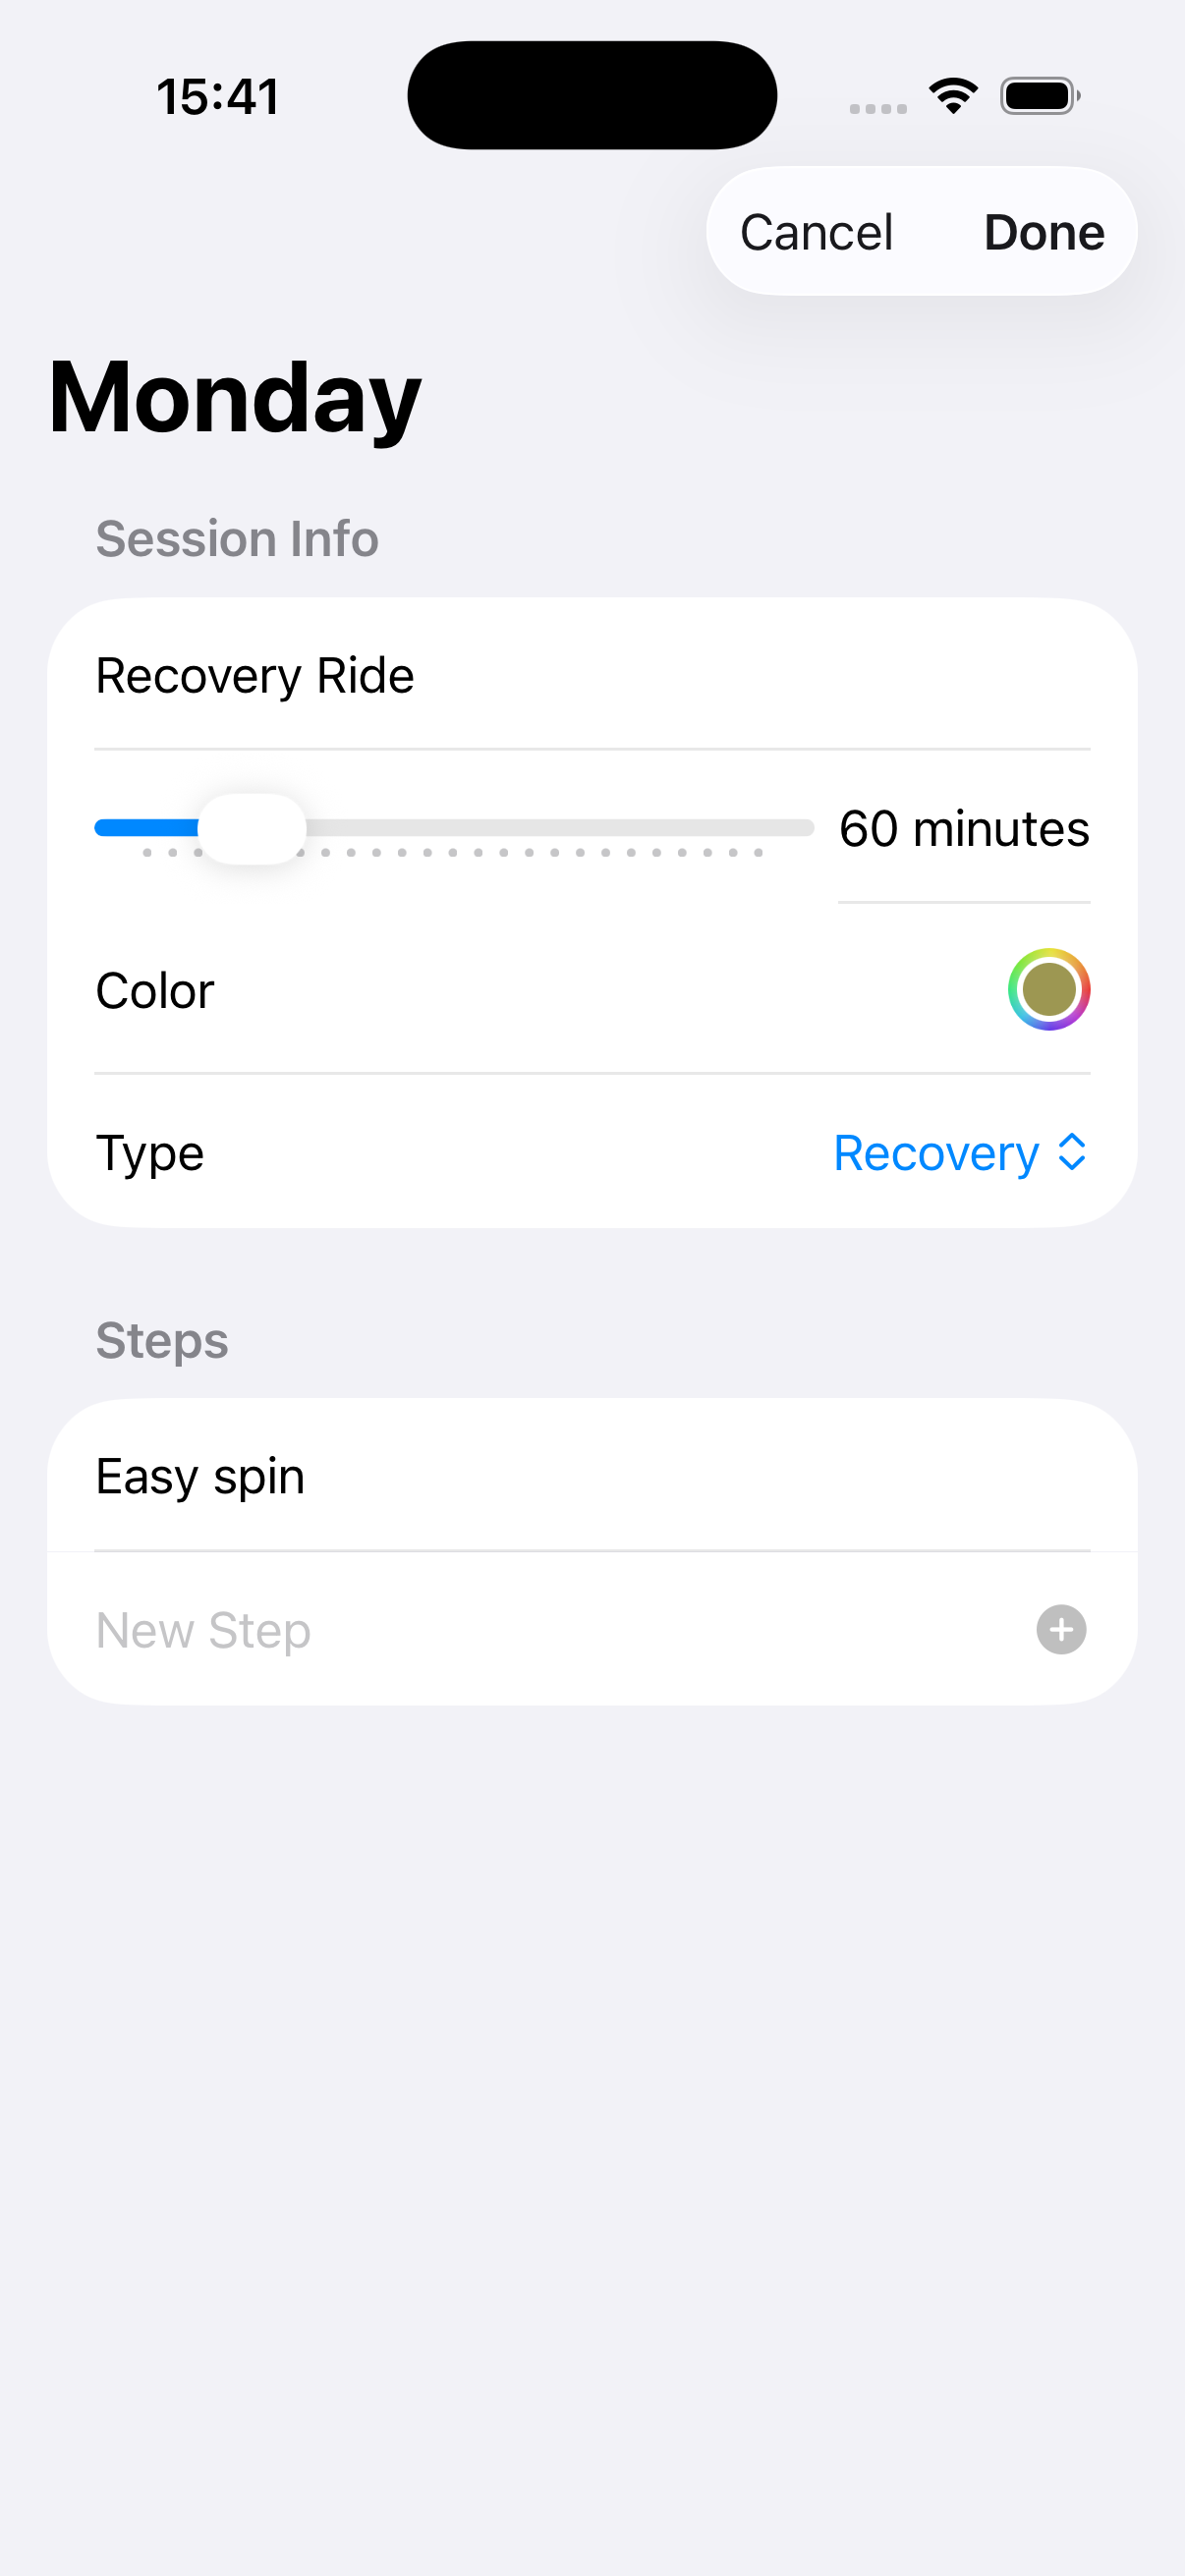 15:41
Cancel Done
Monday
Session Info
Recovery Ride
60 minutes
Color
Type Recovery
Steps
Easy spin
New Step